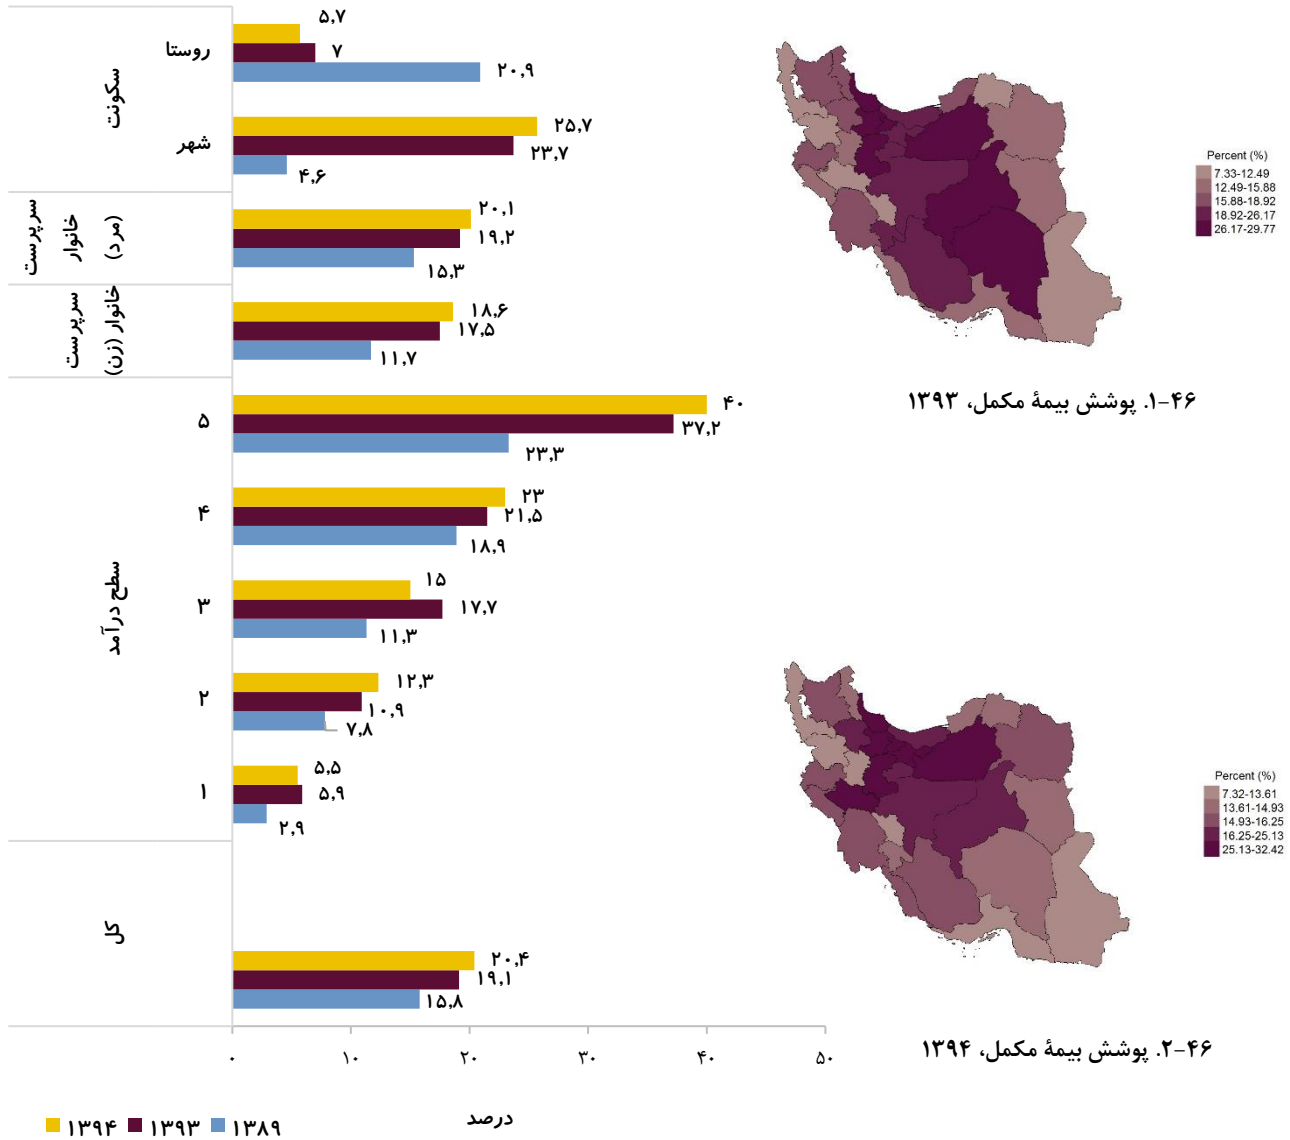 سکونت
روستا
۵,۷
۷
۲۰,۹
شهر
۲۵,۷
۲۳,۷
۴,۶
سرپرست
خانوار
(مرد)
۲۰,۱
۱۹,۲
۱۵,۳
سرپرست
خانوار (زن)
۱۸,۶
۱۷,۵
۱۱,۷
سطح درآمد
۵
۴۰
۳۷,۲
۲۳,۳
۴
۲۳
۲۱,۵
۱۸,۹
۳
۱۵
۱۷,۷
۱۱,۳
۲
۱۲,۳
۱۰,۹
۷,۸
۱
۵,۵
۵,۹
۲,۹
کل
۲۰,۴
۱۹,۱
۱۵,۸
۰ ۱۰ ۲۰ ۳۰ ۴۰ ۵۰
درصد
۱۳۹۴ ۱۳۹۳ ۱۳۸۹
Percent (%)
7.33-12.49
12.49-15.88
15.88-18.92
18.92-26.17
26.17-29.77
۱-۴۶. پوشش بیمهٔ مکمل، ۱۳۹۳
Percent (%)
7.32-13.61
13.61-14.93
14.93-16.25
16.25-25.13
25.13-32.42
۲-۴۶. پوشش بیمهٔ مکمل، ۱۳۹۴